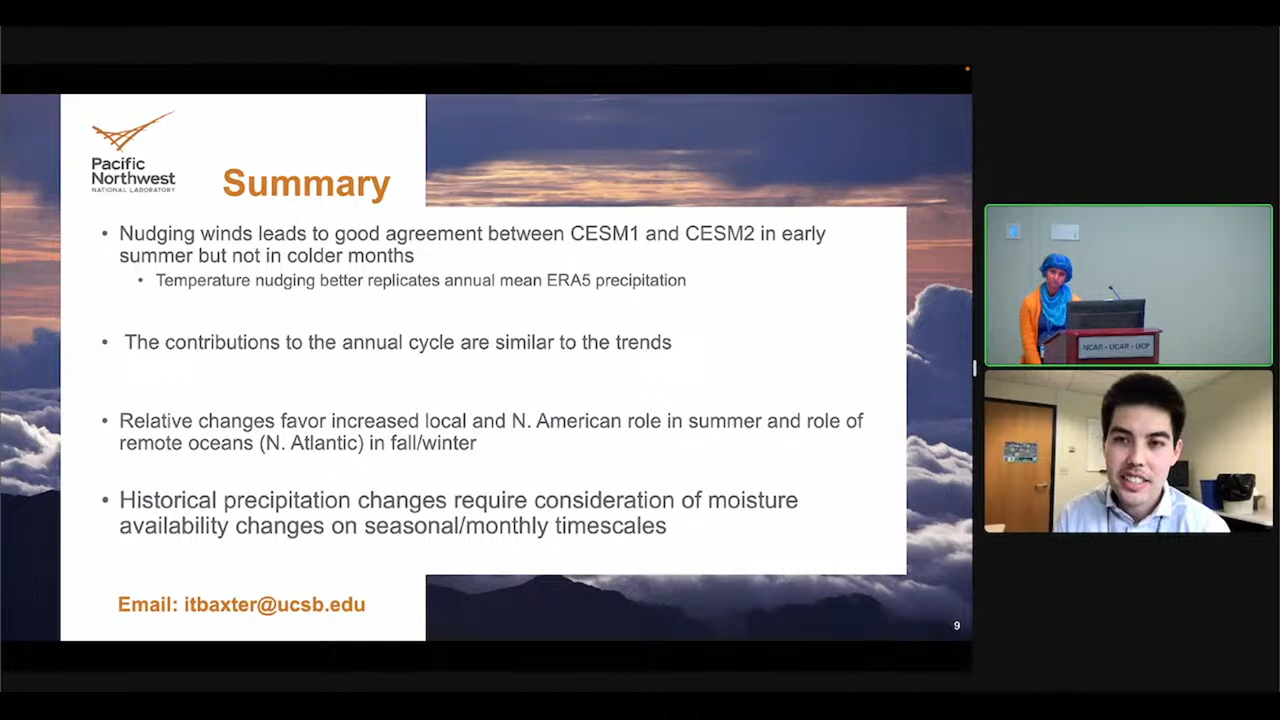 Pacific
Northwest
NATIONAL LABORATORY
Summary
• Nudging winds leads to good agreement between CESM1 and CESM2 in early
summer but not in colder months
• Temperature nudging better replicates annual mean ERA5 precipitation
• The contributions to the annual cycle are similar to the trends
• Relative changes favor increased local and N. American role in summer and role of
remote oceans (N. Atlantic) in fall/winter
• Historical precipitation changes require consideration of moisture
availability changes on seasonal/monthly timescales
Email: itbaxter@ucsb.edu
9
NCAR - UCAR - UCP